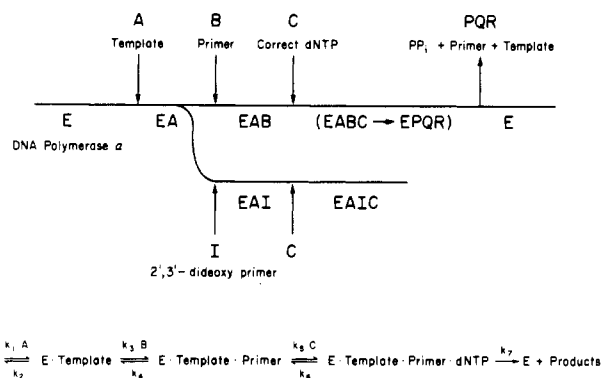 A B C PQR
Template Primer Correct dNTP PPi + Primer + Template
E EA EAB (EABC → EPQR) E
DNA Polymerase α
EAI EAIC
I C
2',3'- dideoxy primer
k₁ A k₃ B k₅ C k₇
⇌ E · Template ⇌ E · Template · Primer ⇌ E · Template · Primer · dNTP → E + Products
k₂ k₄ k₆